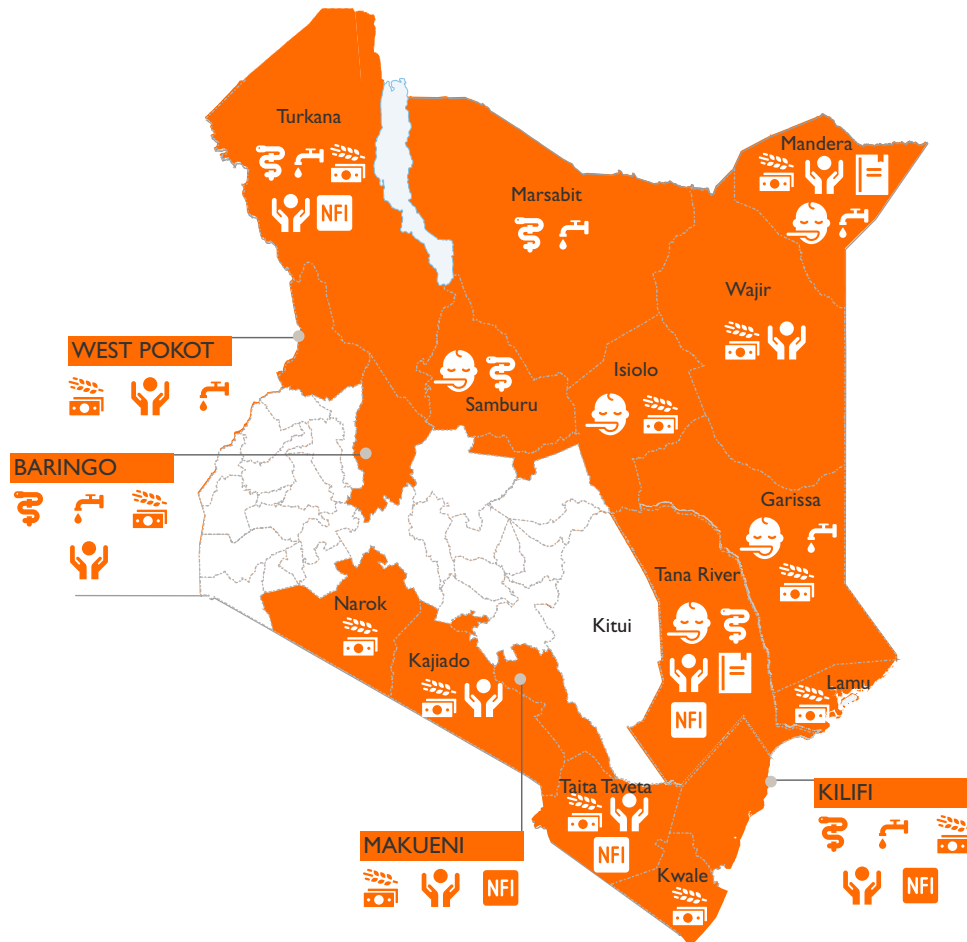 Turkana
NFI
Mandera
Marsabit
Wajir
WEST POKOT
Samburu
Isiolo
BARINGO
Garissa
Tana River
NFI
Narok
Kitui
Kajiado
Lamu
Taita Taveta
NFI
KILIFI
NFI
MAKUENI
NFI
Kwale